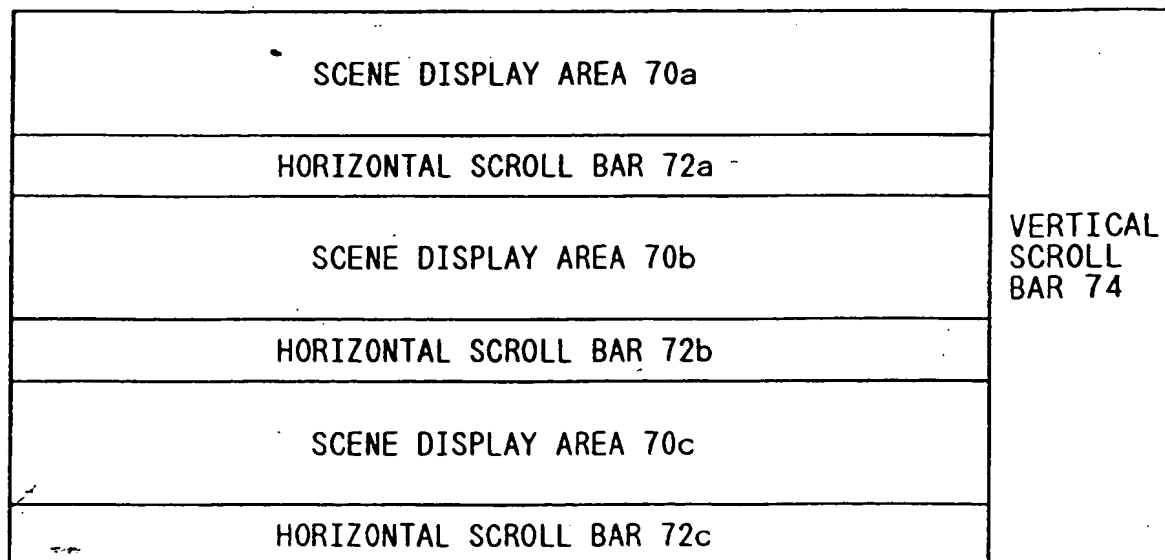 SCENE DISPLAY AREA 70a
HORIZONTAL SCROLL BAR 72a
SCENE DISPLAY AREA 70b
HORIZONTAL SCROLL BAR 72b
SCENE DISPLAY AREA 70c
HORIZONTAL SCROLL BAR 72c
VERTICAL
SCROLL
BAR 74